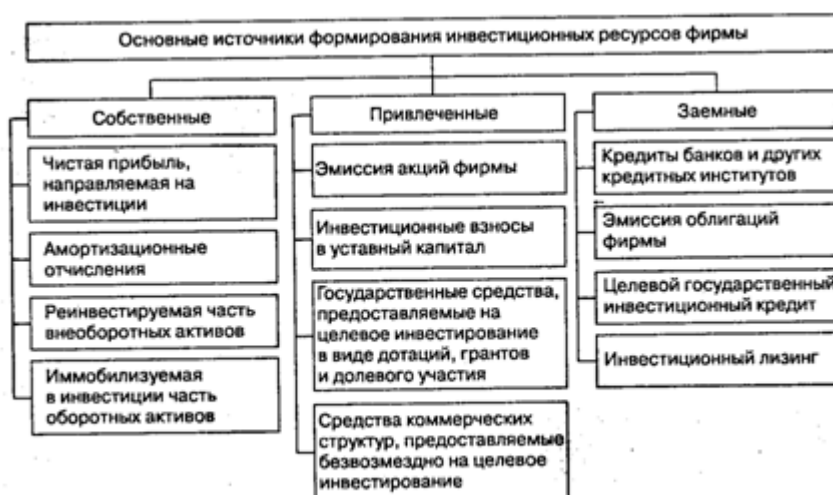 Основные источники формирования инвестиционных ресурсов фирмы
Собственные
Чистая прибыль,
направляемая на
инвестиции
Амортизационные
отчисления
Реинвестируемая часть
внеоборотных активов
Иммобилизуемая
в инвестиции часть
оборотных активов
Привлеченные
Эмиссия акций фирмы
Инвестиционные взносы
в уставный капитал
Государственные средства,
предоставляемые на
целевое инвестирование
в виде дотаций, грантов
и долевого участия
Средства коммерческих
структур, предоставляемые
безвозмездно на целевое
инвестирование
Заемные
Кредиты банков и других
кредитных институтов
Эмиссия облигаций
фирмы
Целевой государственный
инвестиционный кредит
Инвестиционный лизинг